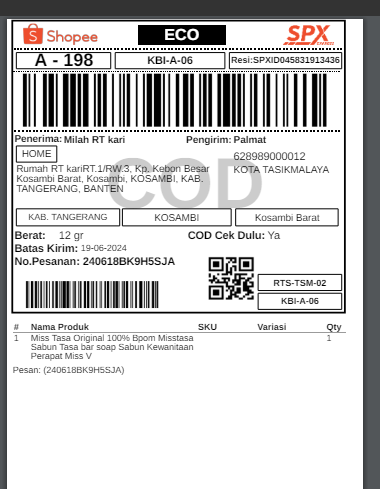 Shopee
ECO
SPX
A - 198
KBI-A-06
Resi:SPXID045831913436
Penerima: Milah RT kari
Pengirim: Palmat
HOME
628989000012
KOTA TASIKMALAYA
COD
Rumah RT kariRT.1/RW.3, Kp. Kebon Besar
Kosambi Barat, Kosambi, KOSAMBI, KAB.
TANGERANG, BANTEN
KAB. TANGERANG
KOSAMBI
Kosambi Barat
Berat: 12 gr
COD Cek Dulu: Ya
Batas Kirim: 19-06-2024
No.Pesanan: 240618BK9H5SJA
RTS-TSM-02
KBI-A-06
# Nama Produk SKU Variasi Qty
1 Miss Tasa Original 100% Bpom Misstasa 1
Sabun Tasa bar soap Sabun Kewanitaan
Perapat Miss V
Pesan: (240618BK9H5SJA)